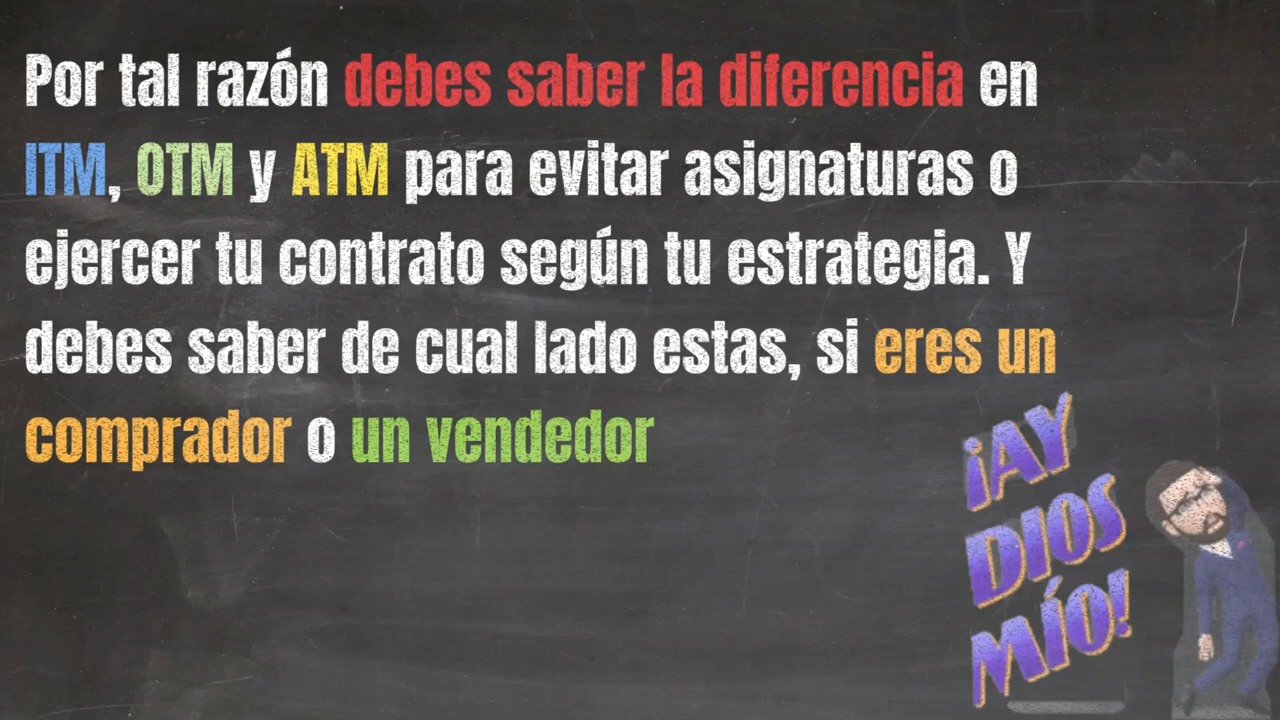 Por tal razón debes saber la diferencia en
ITM, OTM y ATM para evitar asignaturas o
ejercer tu contrato según tu estrategia. Y
debes saber de cual lado estas, si eres un
comprador o un vendedor
¡AY
DIOS
MÍO!